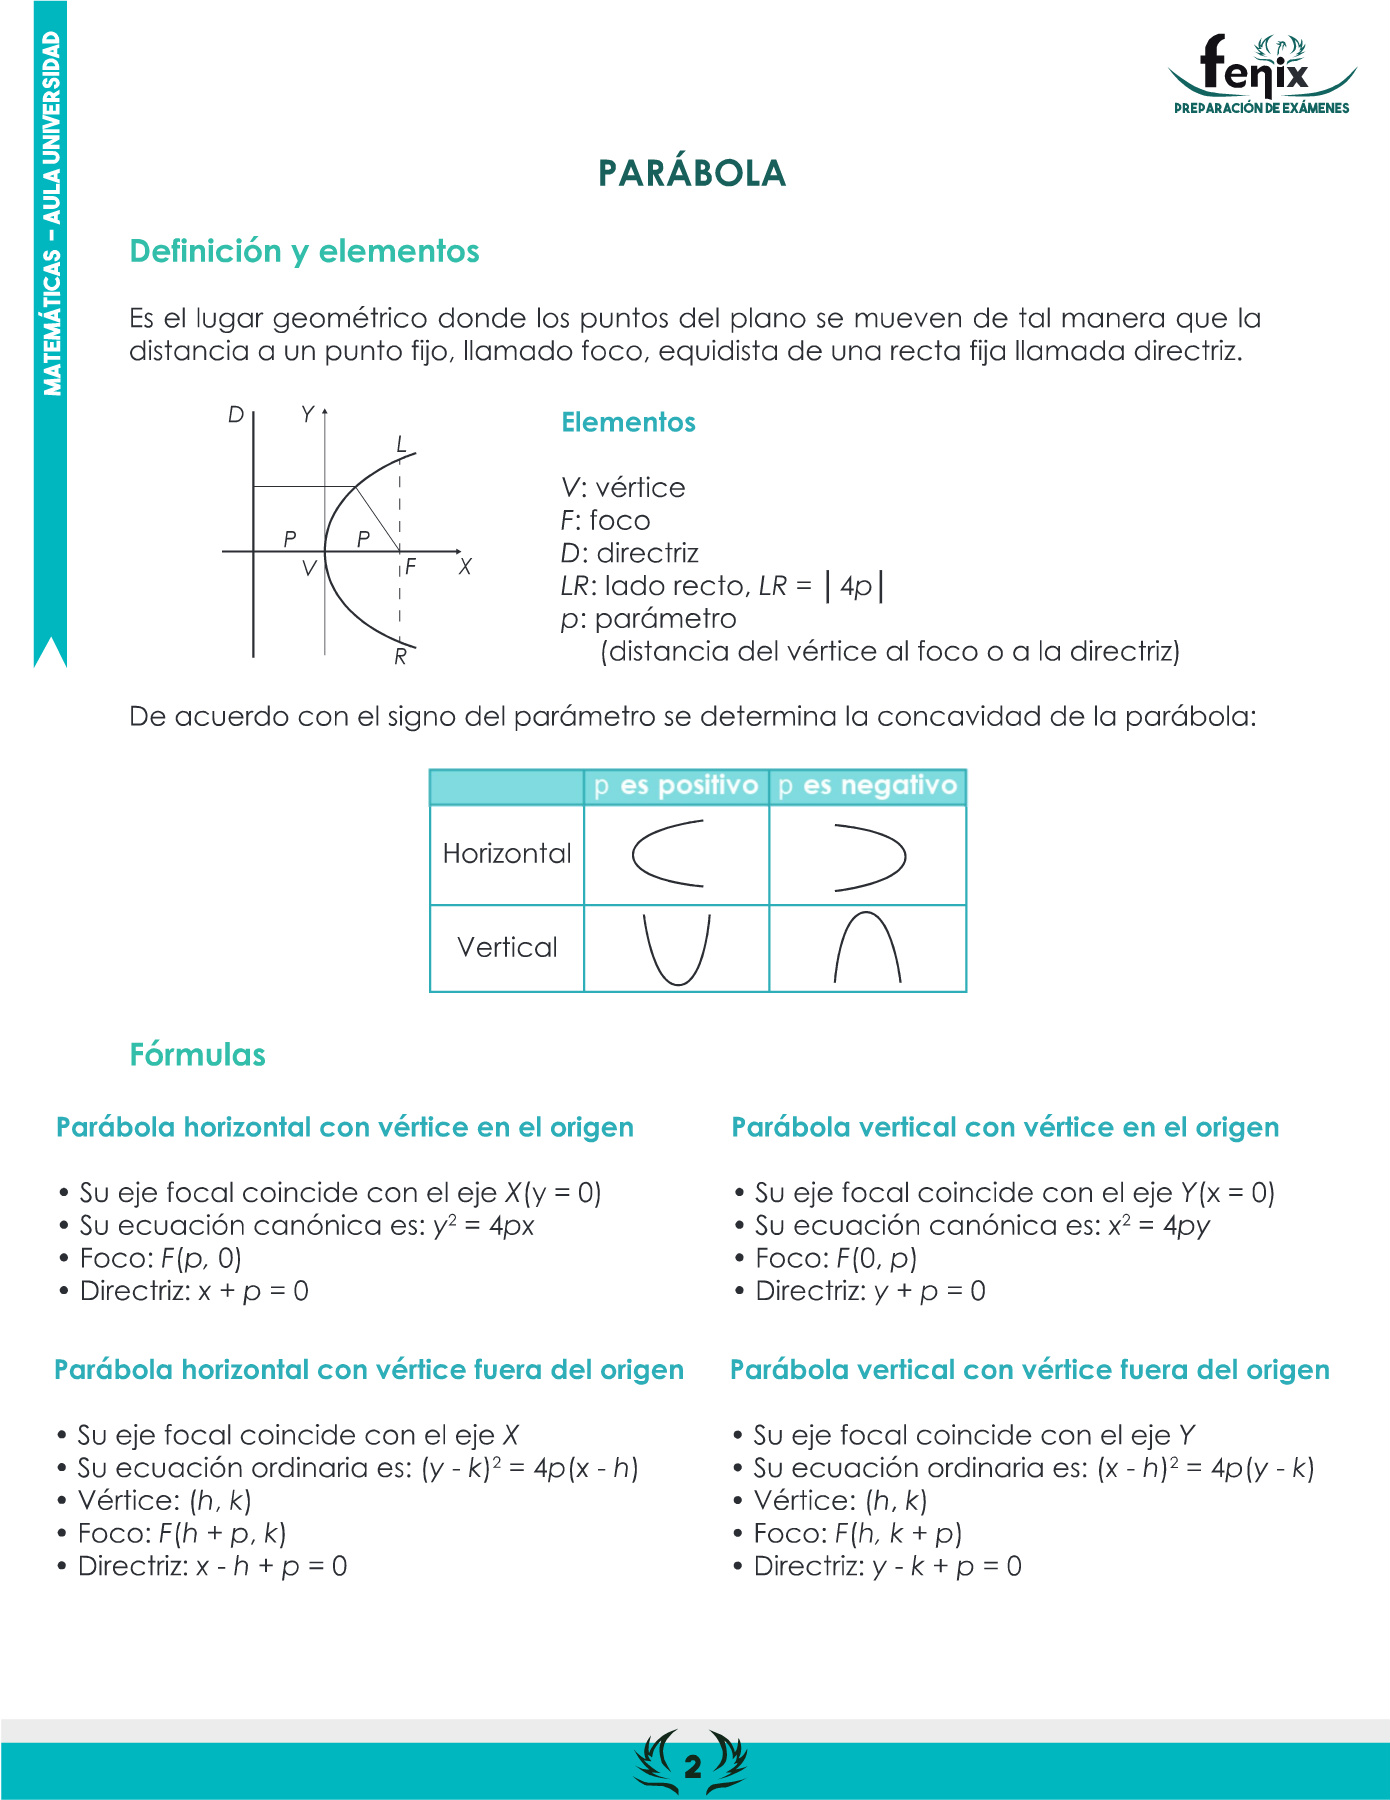 MATEMÁTICAS - AULA UNIVERSIDAD
fenix
PREPARACIÓN DE EXÁMENES
PARÁBOLA
Definición y elementos
Es el lugar geométrico donde los puntos del plano se mueven de tal manera que la
distancia a un punto fijo, llamado foco, equidista de una recta fija llamada directriz.
D
Y
L
P
P
V
F
X
R
Elementos
V: vértice
F: foco
D: directriz
LR: lado recto, LR = |4p|
p: parámetro
(distancia del vértice al foco o a la directriz)
De acuerdo con el signo del parámetro se determina la concavidad de la parábola:
p es positivo
p es negativo
Horizontal
Vertical
Fórmulas
Parábola horizontal con vértice en el origen
• Su eje focal coincide con el eje X(y = 0)
• Su ecuación canónica es: y² = 4px
• Foco: F(p, 0)
• Directriz: x + p = 0
Parábola vertical con vértice en el origen
• Su eje focal coincide con el eje Y(x = 0)
• Su ecuación canónica es: x² = 4py
• Foco: F(0, p)
• Directriz: y + p = 0
Parábola horizontal con vértice fuera del origen
• Su eje focal coincide con el eje X
• Su ecuación ordinaria es: (y - k)² = 4p(x - h)
• Vértice: (h, k)
• Foco: F(h + p, k)
• Directriz: x - h + p = 0
Parábola vertical con vértice fuera del origen
• Su eje focal coincide con el eje Y
• Su ecuación ordinaria es: (x - h)² = 4p(y - k)
• Vértice: (h, k)
• Foco: F(h, k + p)
• Directriz: y - k + p = 0
2